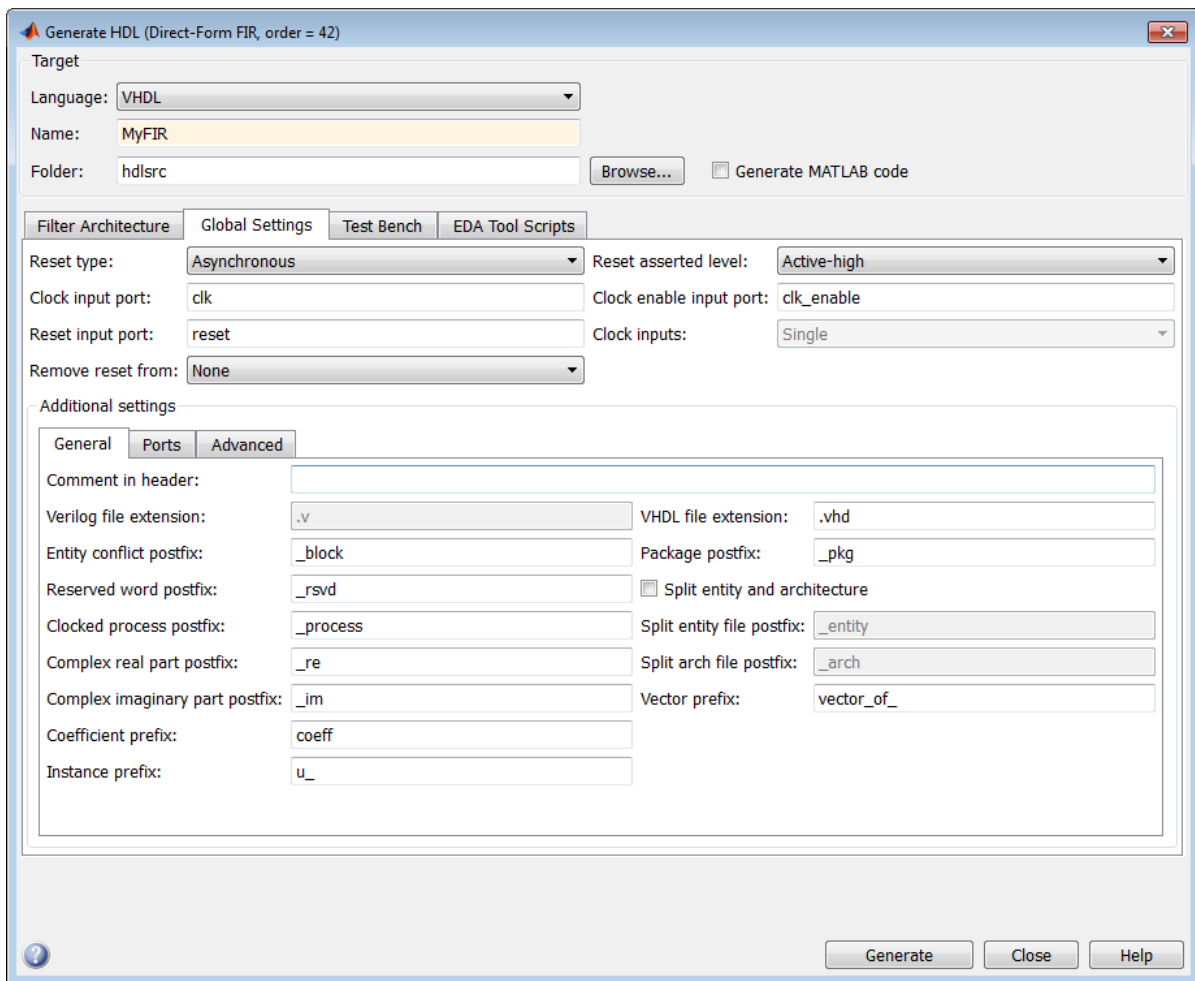 Generate HDL (Direct-Form FIR, order = 42)
Target
Language: VHDL
Name: MyFIR
Folder: hdlsrc Browse... Generate MATLAB code
Filter Architecture Global Settings Test Bench EDA Tool Scripts
Reset type: Asynchronous Reset asserted level: Active-high
Clock input port: clk Clock enable input port: clk_enable
Reset input port: reset Clock inputs: Single
Remove reset from: None
Additional settings
General Ports Advanced
Comment in header:
Verilog file extension: .v VHDL file extension: .vhd
Entity conflict postfix: _block Package postfix: _pkg
Reserved word postfix: _rsvd Split entity and architecture
Clocked process postfix: _process Split entity file postfix: _entity
Complex real part postfix: _re Split arch file postfix: _arch
Complex imaginary part postfix: _im Vector prefix: vector_of_
Coefficient prefix: coeff
Instance prefix: u_
? Generate Close Help